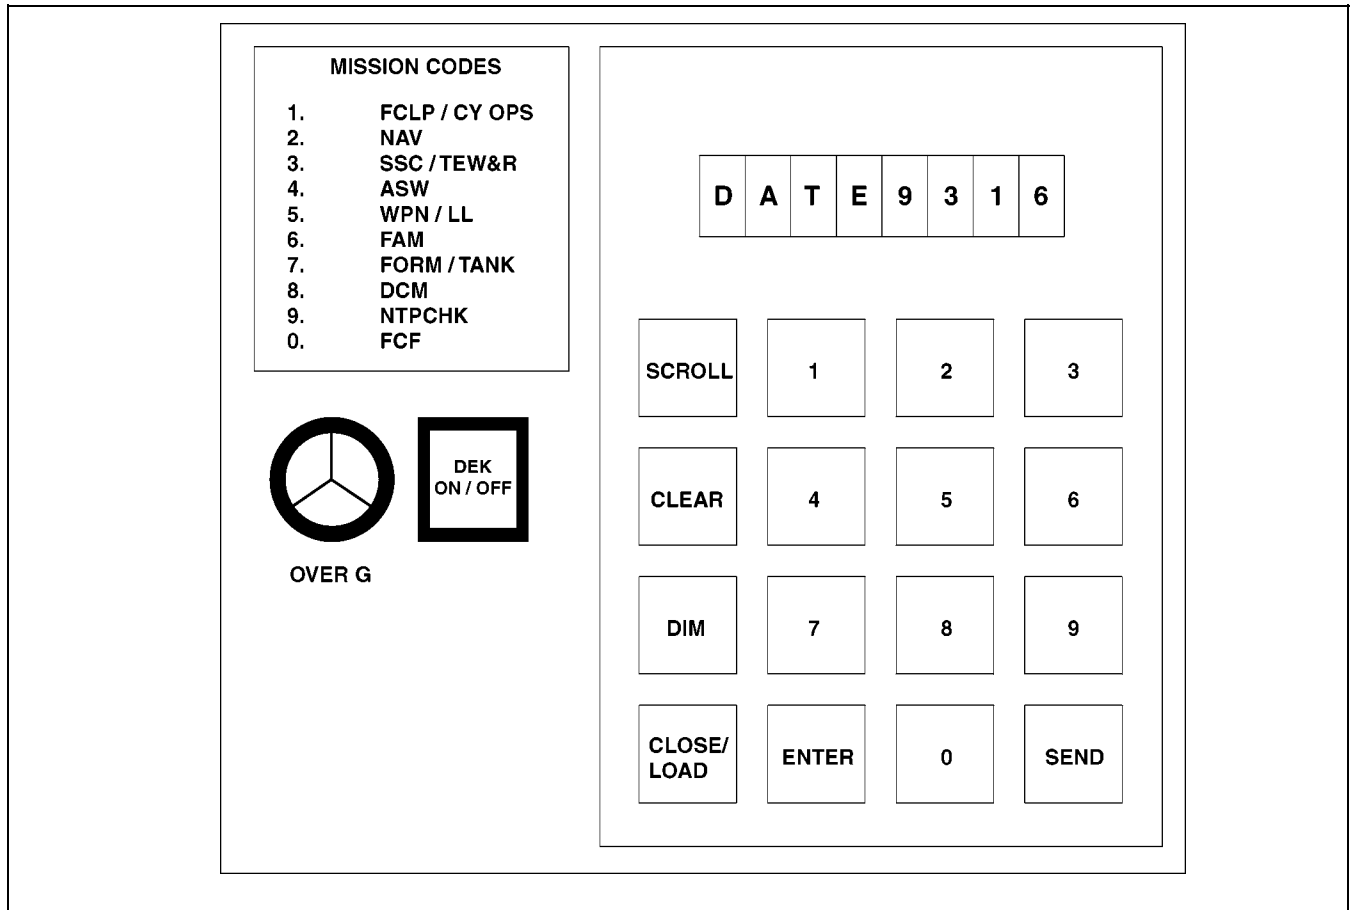 MISSION CODES
1. FCLP / CY OPS
2. NAV
3. SSC / TEW&R
4. ASW
5. WPN / LL
6. FAM
7. FORM / TANK
8. DCM
9. NTPCHK
0. FCF
OVER G
DEK
ON / OFF
D A T E 9 3 1 6
SCROLL 1 2 3
CLEAR 4 5 6
DIM 7 8 9
CLOSE/
LOAD ENTER 0 SEND